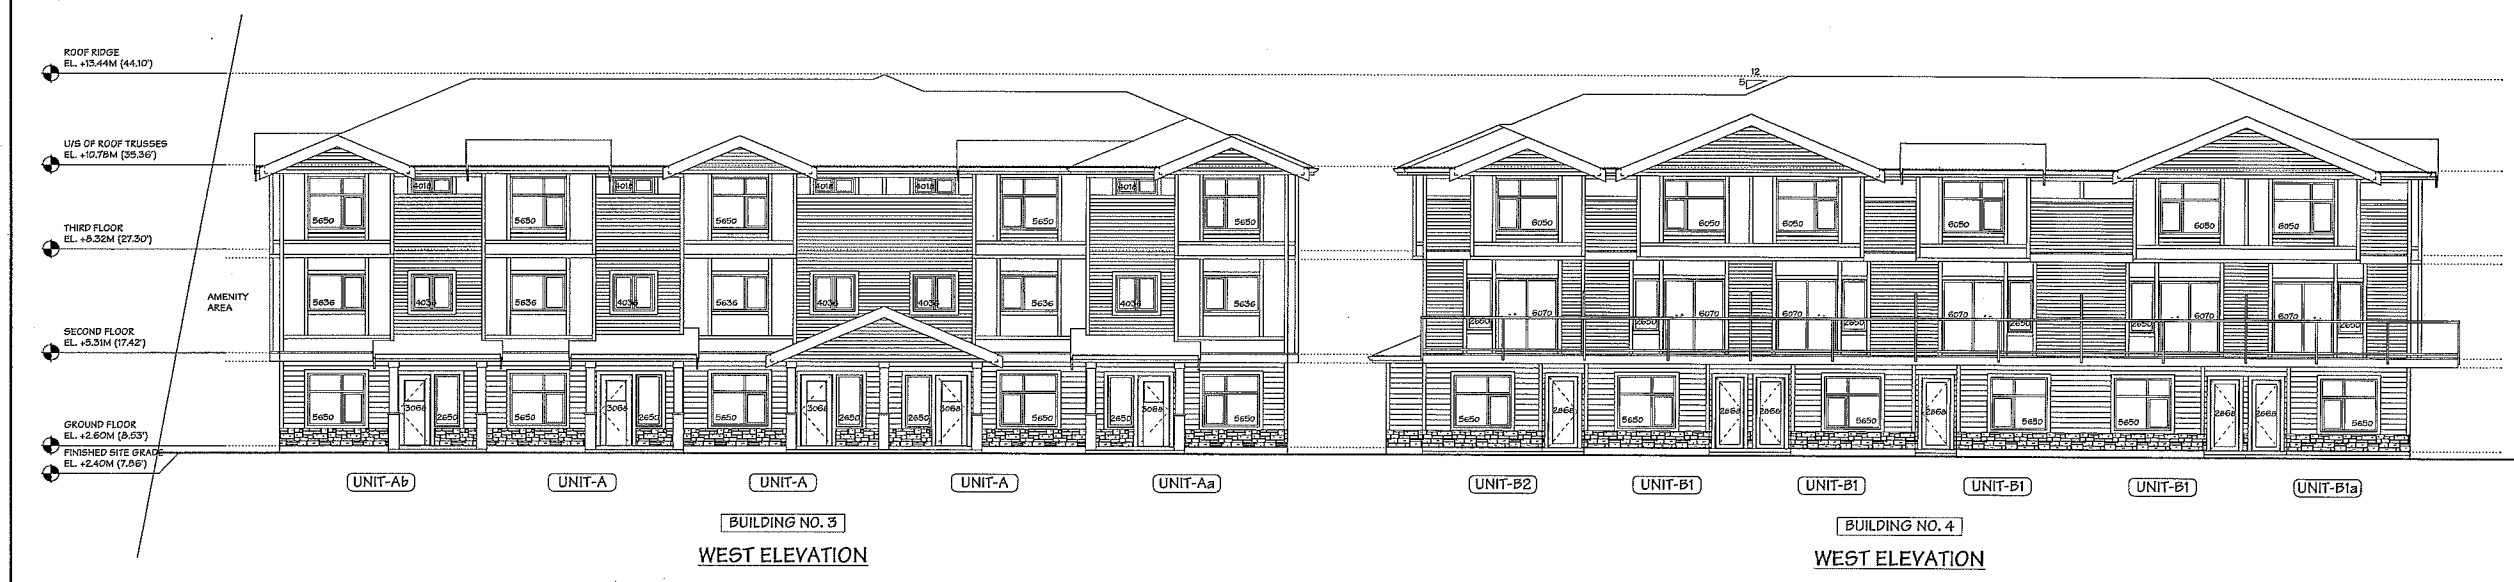 ROOF RIDGE
EL. +13.44M (44.10')
12
5
U/S OF ROOF TRUSSES
EL. +10.78M (35.36')
4018 4018 4018 4018 4018
5650 5650 5650 5650 5650 6050 6050 6050 6050 6050 6050
THIRD FLOOR
EL. +8.32M (27.30')
AMENITY
AREA
5636 4036 5636 4036 5636 4036 4036 5636 4036 5636
2650 6070 2650 6070 6070 2650 6070 2650 2650 6070 6070 2650
SECOND FLOOR
EL. +5.31M (17.42')
5650 3068 2650 5650 3068 2650 5650 3068 2650 2650 3068 5650 2650 3068 5650
5650 2868 5650 2868 2868 5650 2868 5650 5650 2868 2868 5650
GROUND FLOOR
EL. +2.60M (8.53')
FINISHED SITE GRADE
EL. +2.40M (7.86')
UNIT-Ab UNIT-A UNIT-A UNIT-A UNIT-Aa UNIT-B2 UNIT-B1 UNIT-B1 UNIT-B1 UNIT-B1 UNIT-B1a
BUILDING NO. 3
WEST ELEVATION
BUILDING NO. 4
WEST ELEVATION